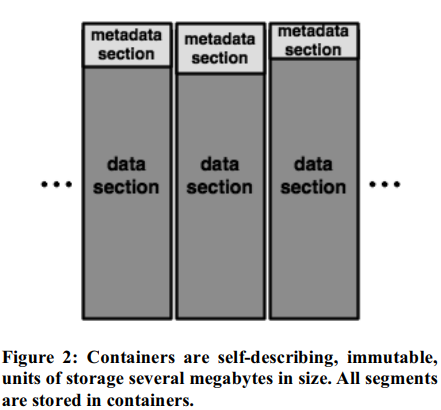 metadata section
metadata section
metadata section
data section
data section
data section
... ...
Figure 2: Containers are self-describing, immutable,
units of storage several megabytes in size. All segments
are stored in containers.